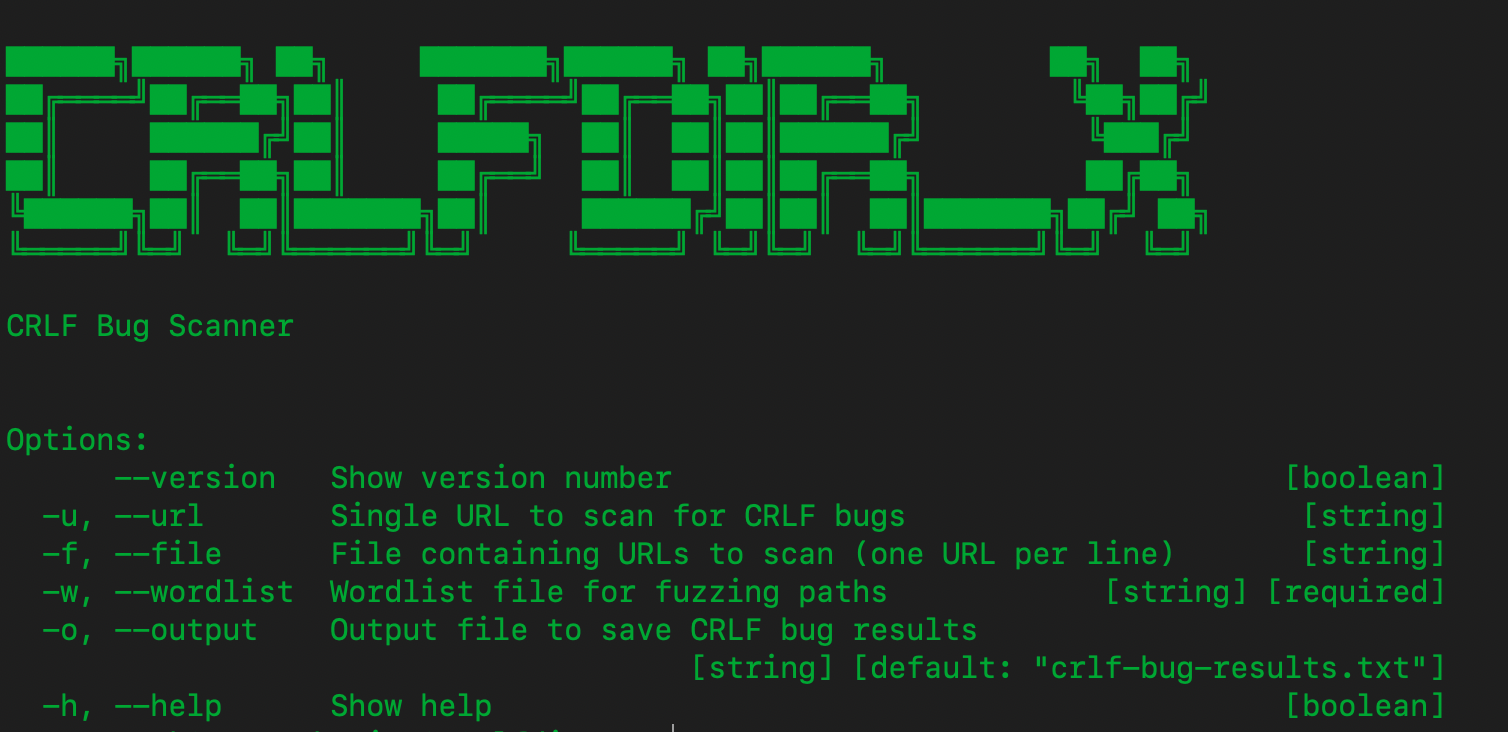 CRLFDIR_X
CRLF Bug Scanner
Options:
--version Show version number [boolean]
-u, --url Single URL to scan for CRLF bugs [string]
-f, --file File containing URLs to scan (one URL per line) [string]
-w, --wordlist Wordlist file for fuzzing paths [string] [required]
-o, --output Output file to save CRLF bug results
[string] [default: "crlf-bug-results.txt"]
-h, --help Show help [boolean]